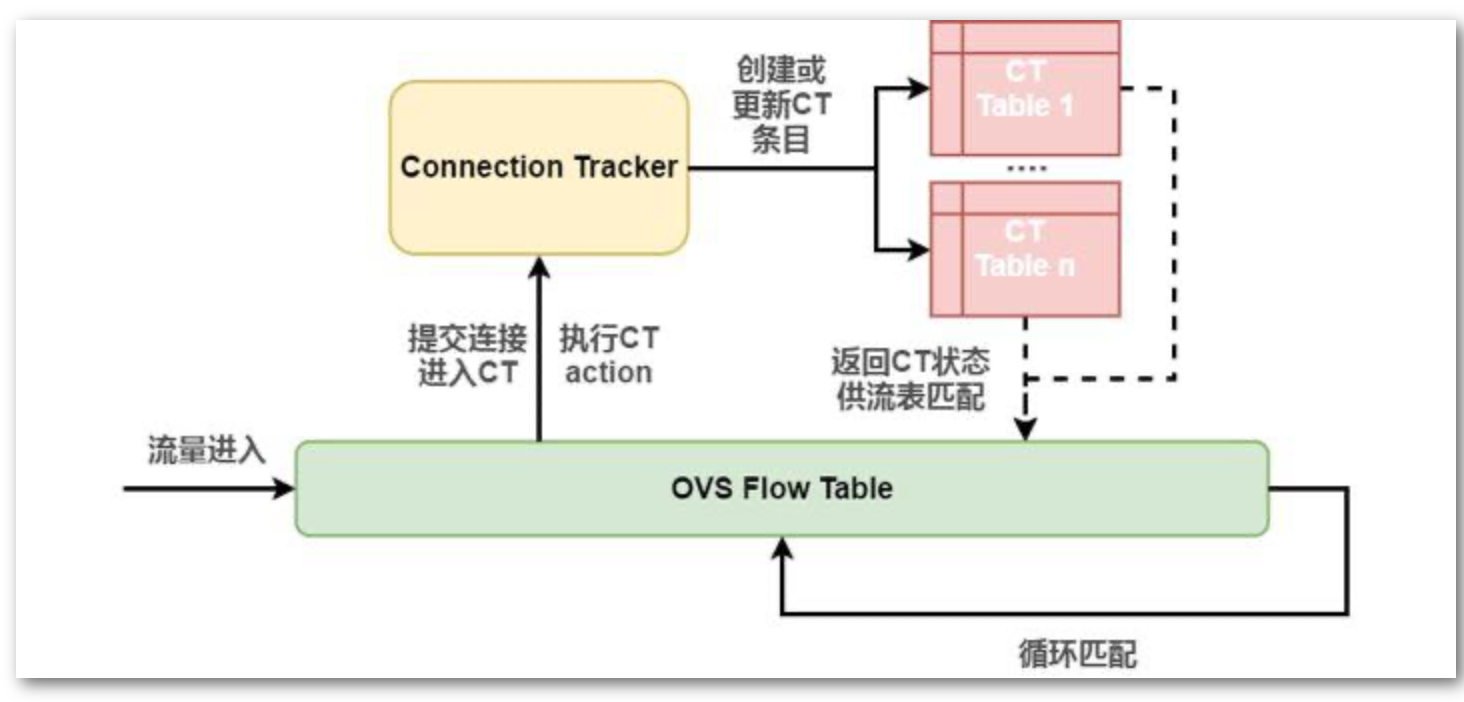 创建或
更新CT
条目
CT
Table 1
Connection Tracker
....
CT
Table n
提交连接
进入CT
执行CT
action
返回CT状态
供流表匹配
流量进入
OVS Flow Table
循环匹配